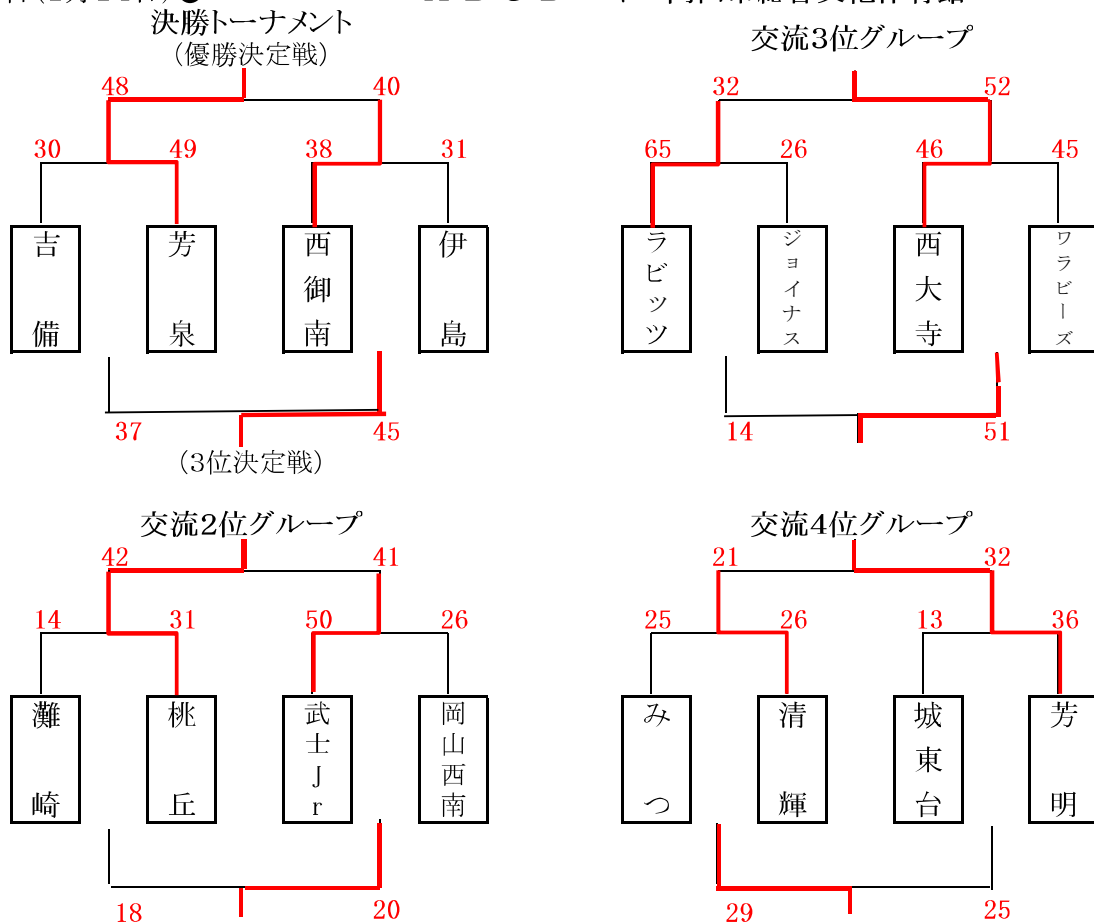 決勝トーナメント
(優勝決定戦)
48 40
30 49 38 31
吉備 芳泉 西御南 伊島
37 45
(3位決定戦)
交流3位グループ
32 52
65 26 46 45
ラビッツ ジョイナス 西大寺 ワラビーズ
14 51
交流2位グループ
42 41
14 31 50 26
灘崎 桃丘 武士Jr 岡山西南
18 20
交流4位グループ
21 32
25 26 13 36
みつ 清輝 城東台 芳明
29 25